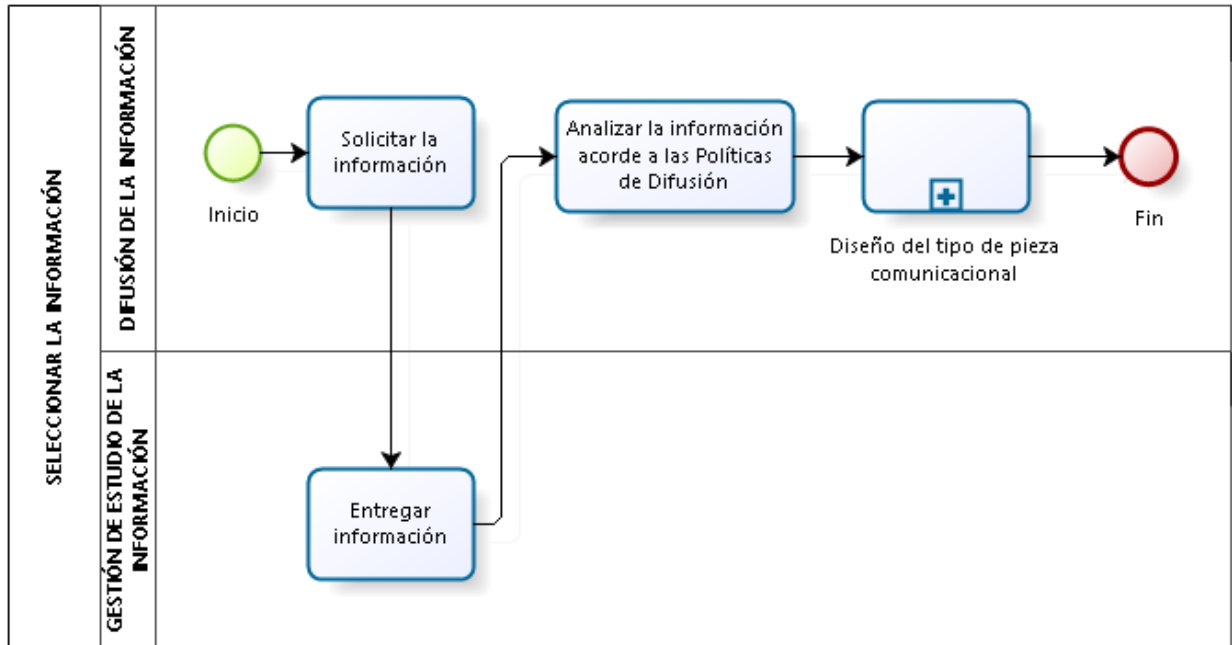 SELECCIONAR LA INFORMACIÓN
DIFUSIÓN DE LA INFORMACIÓN
Inicio
Solicitar la
información
Analizar la información
acorde a las Políticas
de Difusión
Diseño del tipo de pieza
comunicacional
Fin
GESTIÓN DE ESTUDIO DE LA
INFORMACIÓN
Entregar
información